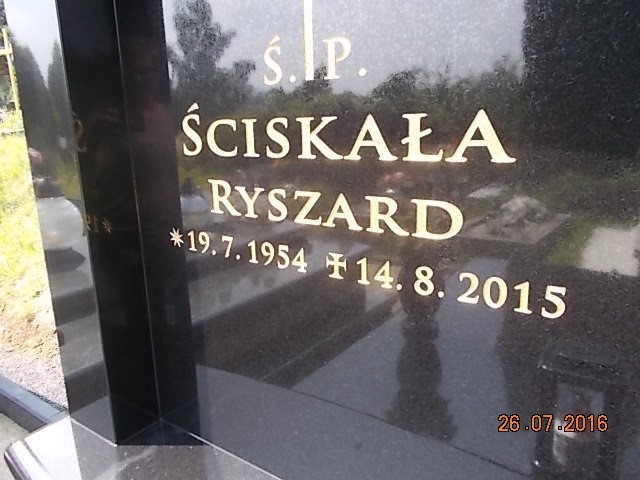 Ś. P.
ŚCISKAŁA
RYSZARD
*19.7.1954 ✠14.8.2015
26.07.2016